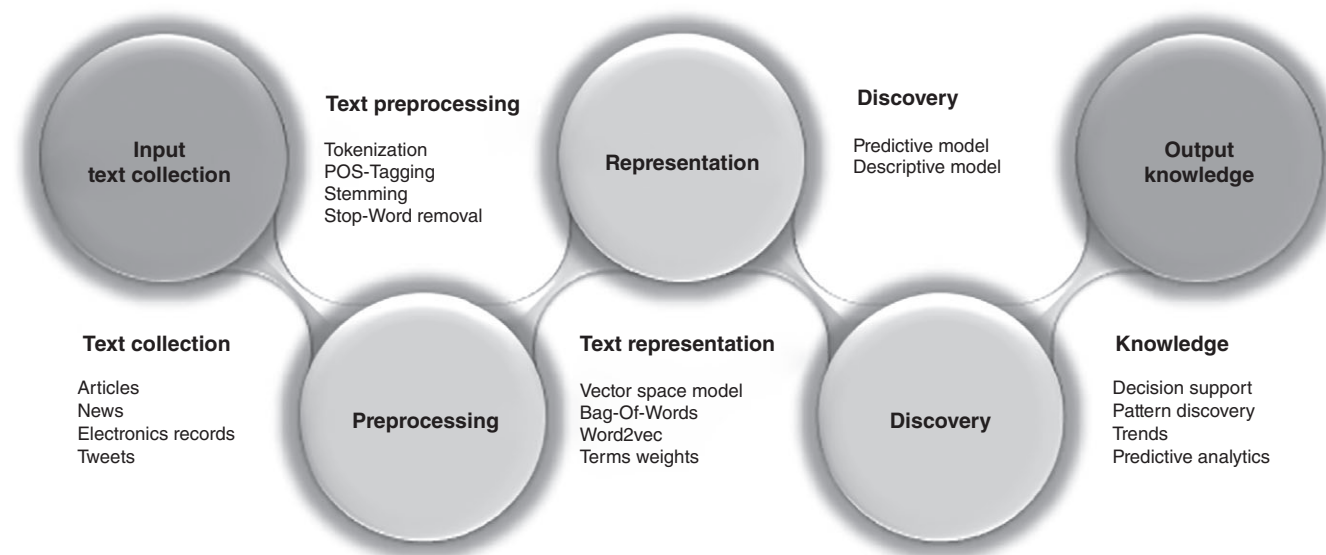 Input
text collection
Text collection
Articles
News
Electronics records
Tweets
Text preprocessing
Tokenization
POS-Tagging
Stemming
Stop-Word removal
Preprocessing
Representation
Text representation
Vector space model
Bag-Of-Words
Word2vec
Terms weights
Discovery
Predictive model
Descriptive model
Discovery
Output
knowledge
Knowledge
Decision support
Pattern discovery
Trends
Predictive analytics